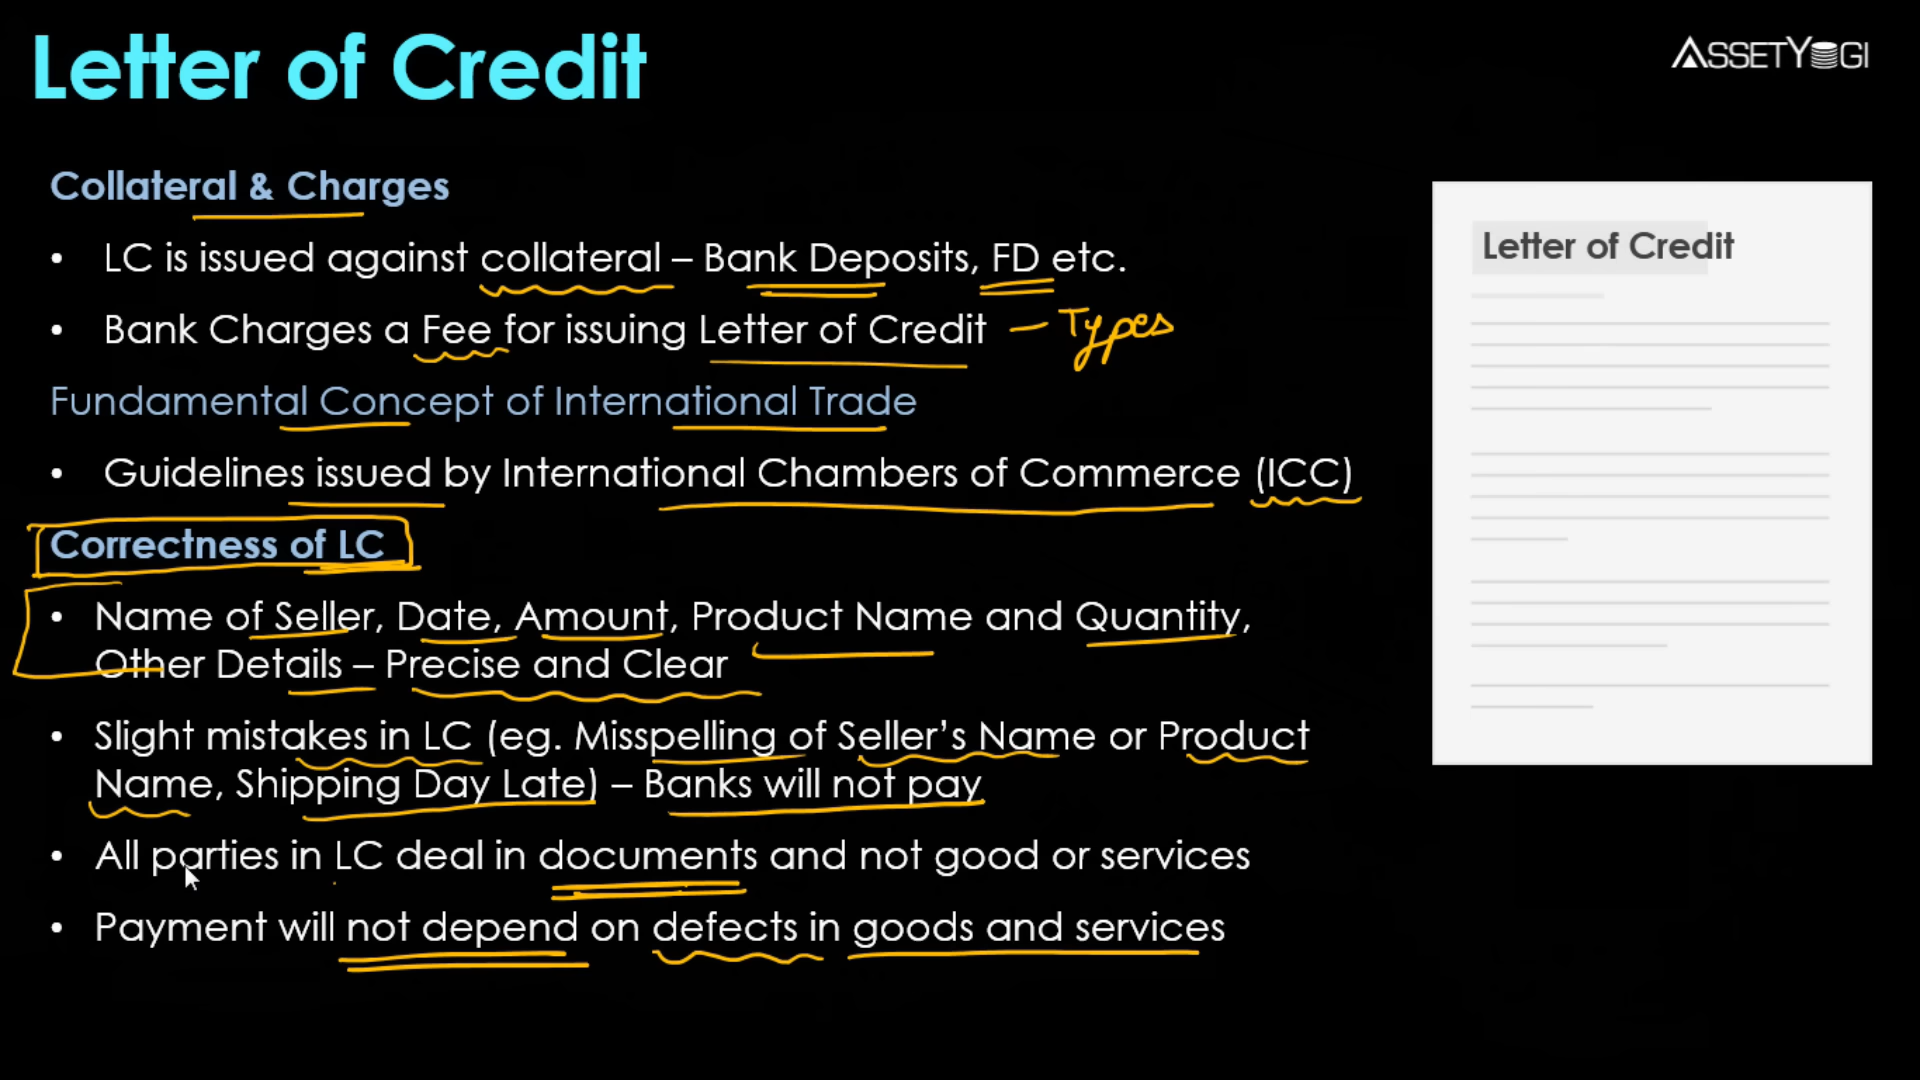 Letter of Credit
ASSETYOGI
Collateral & Charges
• LC is issued against collateral – Bank Deposits, FD etc.
• Bank Charges a Fee for issuing Letter of Credit – Types
Fundamental Concept of International Trade
• Guidelines issued by International Chambers of Commerce (ICC)
Correctness of LC
• Name of Seller, Date, Amount, Product Name and Quantity,
Other Details – Precise and Clear
• Slight mistakes in LC (eg. Misspelling of Seller's Name or Product
Name, Shipping Day Late) – Banks will not pay
• All parties in LC deal in documents and not good or services
• Payment will not depend on defects in goods and services
Letter of Credit